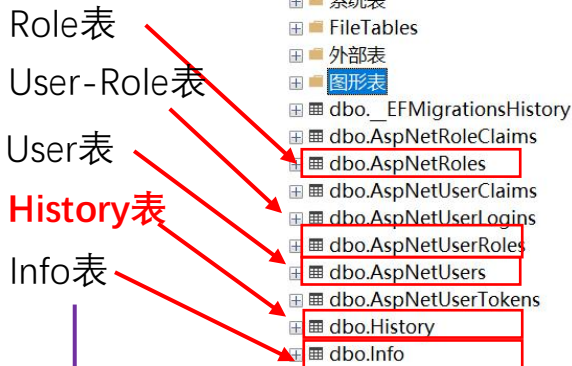 Role表
User-Role表
User表
History表
Info表
系统表
FileTables
外部表
图形表
dbo.__EFMigrationsHistory
dbo.AspNetRoleClaims
dbo.AspNetRoles
dbo.AspNetUserClaims
dbo.AspNetUserLogins
dbo.AspNetUserRoles
dbo.AspNetUsers
dbo.AspNetUserTokens
dbo.History
dbo.Info